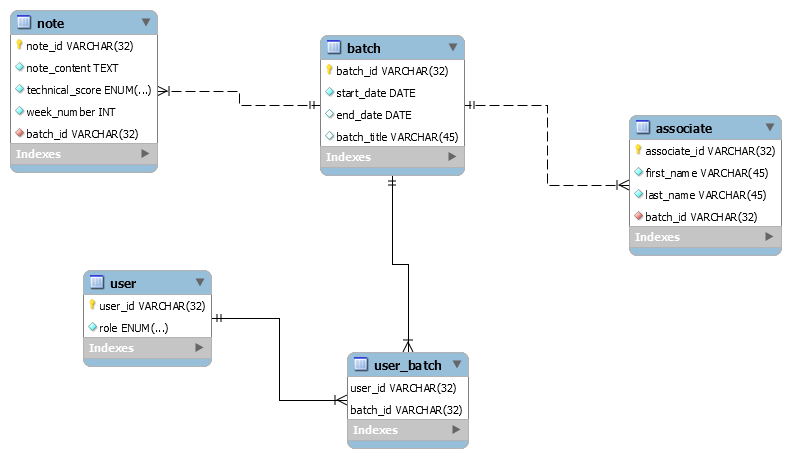 note
note_id VARCHAR(32)
note_content TEXT
technical_score ENUM(...)
week_number INT
batch_id VARCHAR(32)
Indexes
batch
batch_id VARCHAR(32)
start_date DATE
end_date DATE
batch_title VARCHAR(45)
Indexes
associate
associate_id VARCHAR(32)
first_name VARCHAR(45)
last_name VARCHAR(45)
batch_id VARCHAR(32)
Indexes
user
user_id VARCHAR(32)
role ENUM(...)
Indexes
user_batch
user_id VARCHAR(32)
batch_id VARCHAR(32)
Indexes